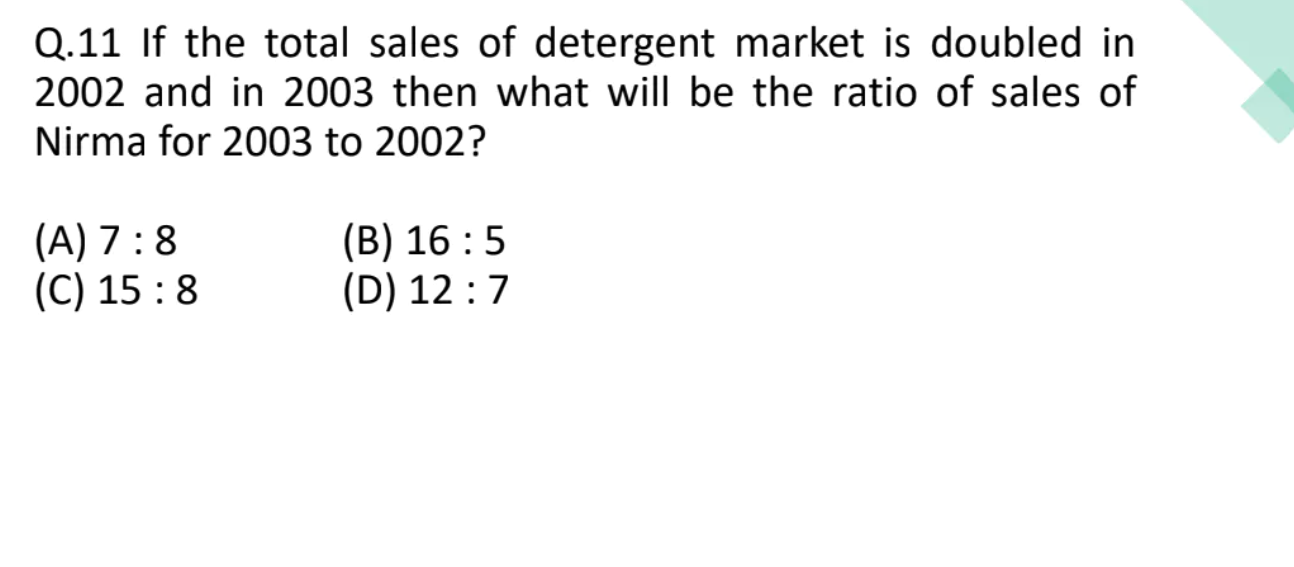 Q.11 If the total sales of detergent market is doubled in
2002 and in 2003 then what will be the ratio of sales of
Nirma for 2003 to 2002?
(A) 7 : 8 (B) 16 : 5
(C) 15 : 8 (D) 12 : 7